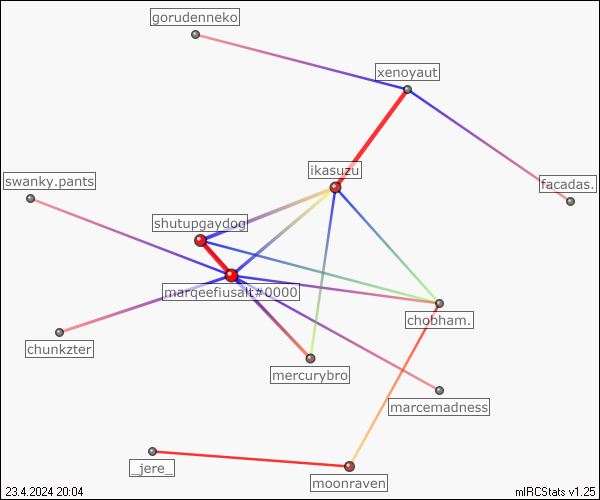 gorudenneko
xenoyaut
ikasuzu
swanky.pants
facadas.
shutupgaydog
marqeefiusalt#0000
chobham.
chunkzter
mercurybro
marcemadness
_jere_
moonraven
23.4.2024 20:04
mIRCStats v1.25